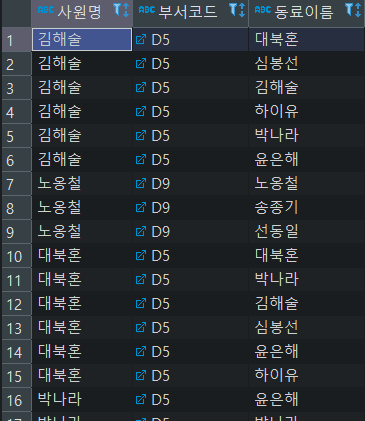 ABC 사원명 ABC 부서코드 ABC 동료이름
1 김해술 D5 대북혼
2 김해술 D5 심봉선
3 김해술 D5 김해술
4 김해술 D5 하이유
5 김해술 D5 박나라
6 김해술 D5 윤은해
7 노옹철 D9 노옹철
8 노옹철 D9 송종기
9 노옹철 D9 선동일
10 대북혼 D5 대북혼
11 대북혼 D5 박나라
12 대북혼 D5 김해술
13 대북혼 D5 심봉선
14 대북혼 D5 윤은해
15 대북혼 D5 하이유
16 박나라 D5 윤은해